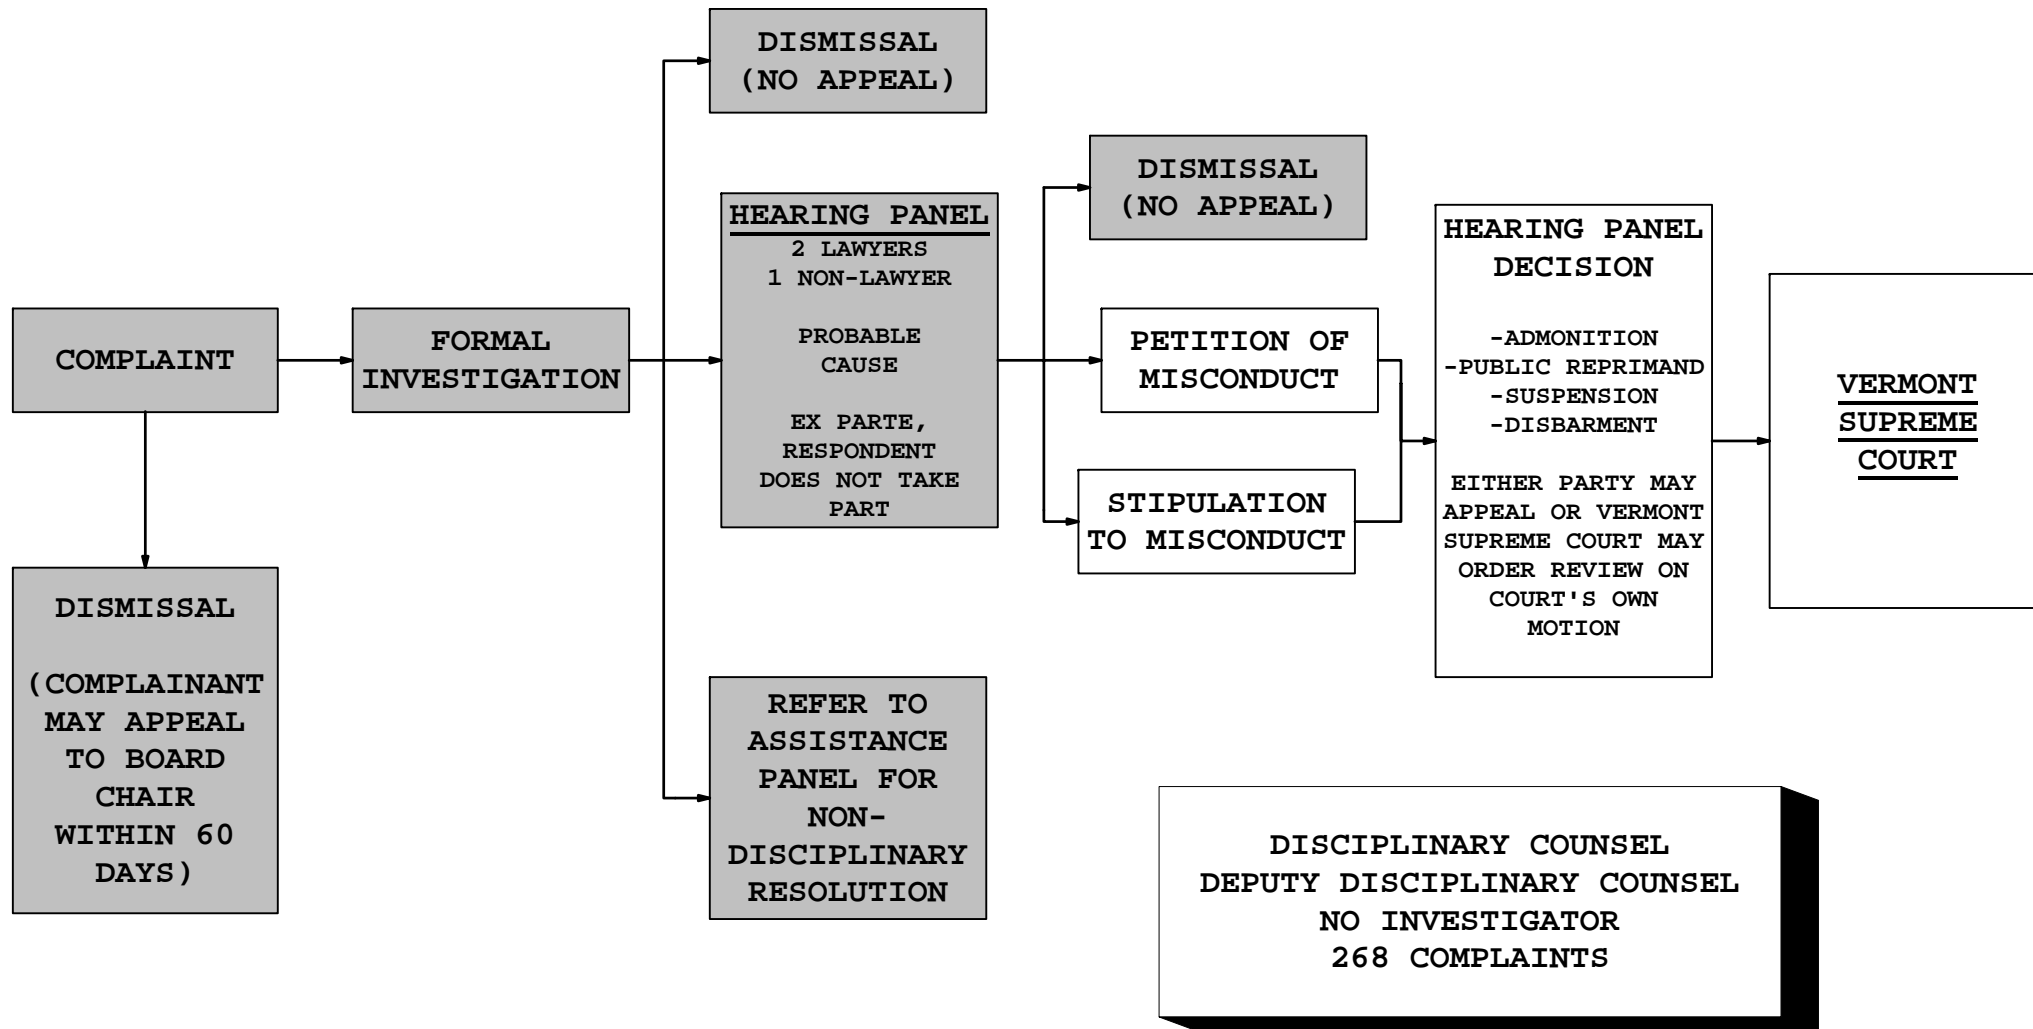 COMPLAINT
DISMISSAL
(COMPLAINANT
MAY APPEAL
TO BOARD
CHAIR
WITHIN 60
DAYS)
FORMAL
INVESTIGATION
DISMISSAL
(NO APPEAL)
HEARING PANEL
2 LAWYERS
1 NON-LAWYER
PROBABLE
CAUSE
EX PARTE,
RESPONDENT
DOES NOT TAKE
PART
REFER TO
ASSISTANCE
PANEL FOR
NON-
DISCIPLINARY
RESOLUTION
DISMISSAL
(NO APPEAL)
PETITION OF
MISCONDUCT
STIPULATION
TO MISCONDUCT
HEARING PANEL
DECISION
-ADMONITION
-PUBLIC REPRIMAND
-SUSPENSION
-DISBARMENT
EITHER PARTY MAY
APPEAL OR VERMONT
SUPREME COURT MAY
ORDER REVIEW ON
COURT'S OWN
MOTION
VERMONT
SUPREME
COURT
DISCIPLINARY COUNSEL
DEPUTY DISCIPLINARY COUNSEL
NO INVESTIGATOR
268 COMPLAINTS